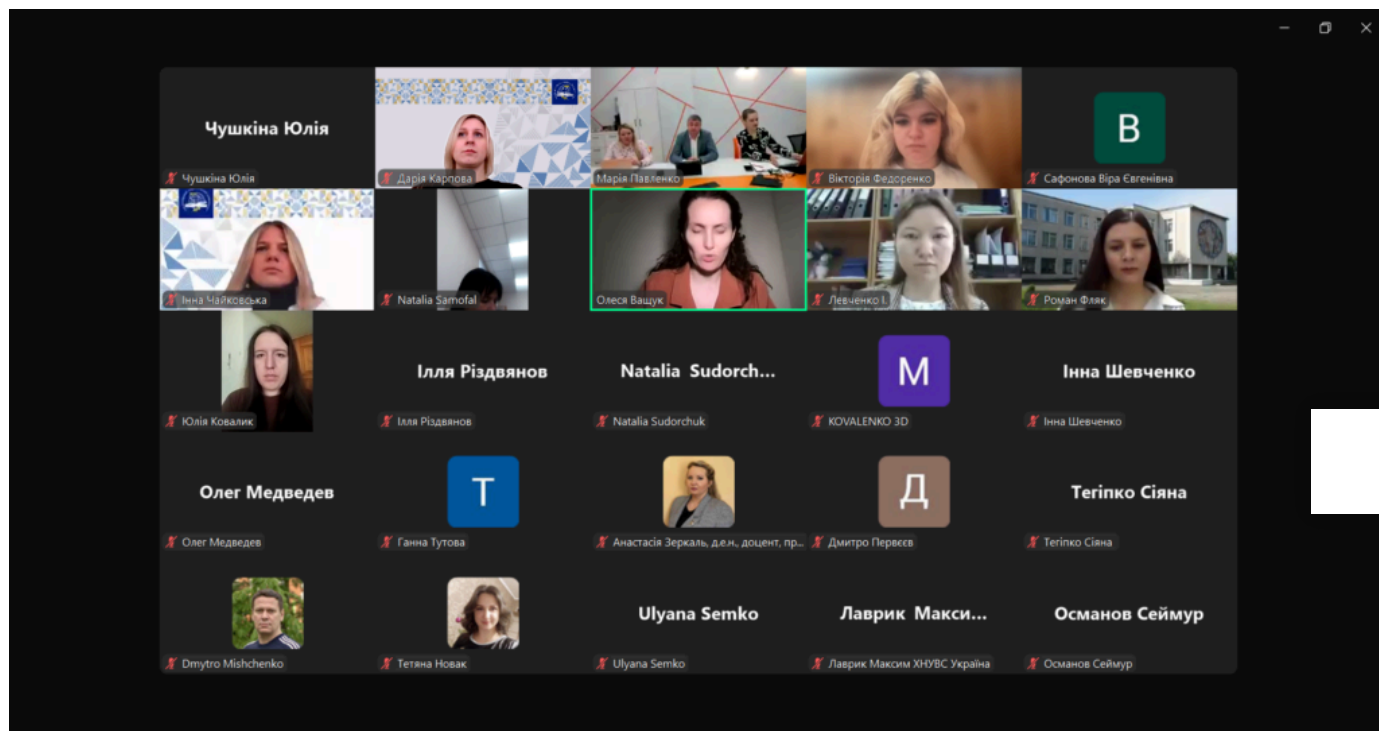 Чушкіна Юлія
Чушкіна Юлія
Дарія Карпова
Марія Павленко
Вікторія Федоренко
В
Сафонова Віра Євгенівна
Інна Чайковська
Natalia Samofal
Олеся Ващук
Левченко І.
Роман Фляк
Юлія Ковалик
Ілля Різдвянов
Ілля Різдвянов
Natalia Sudorch...
Natalia Sudorchuk
М
KOVALENKO 3D
Інна Шевченко
Інна Шевченко
Олег Медведев
Олег Медведев
Т
Ганна Тутова
Анастасія Зеркаль, д.е.н., доцент, пр...
Д
Дмитро Первєєв
Тегіпко Сіяна
Тегіпко Сіяна
Dmytro Mishchenko
Тетяна Новак
Ulyana Semko
Ulyana Semko
Лаврик Макси...
Лаврик Максим ХНУВС Україна
Османов Сеймур
Османов Сеймур